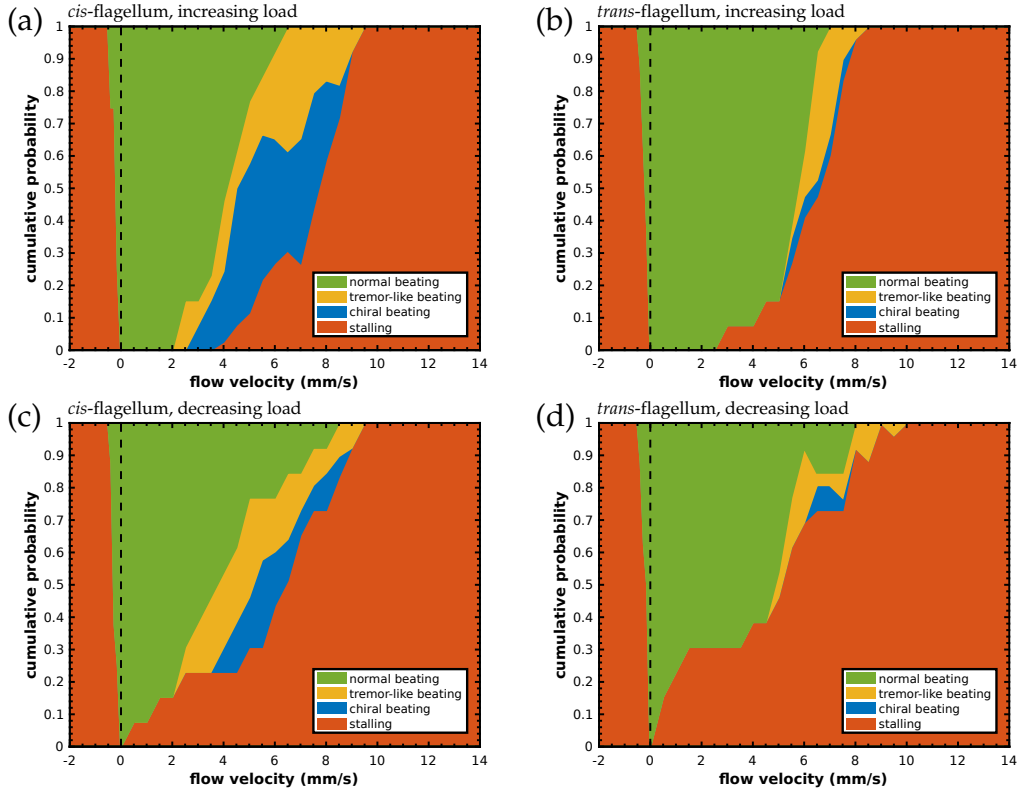 (a) cis-flagellum, increasing load
cumulative probability
1
0.9
0.8
0.7
0.6
0.5
0.4
0.3
0.2
0.1
0
normal beating
tremor-like beating
chiral beating
stalling
-2 0 2 4 6 8 10 12 14
flow velocity (mm/s)
(b) trans-flagellum, increasing load
cumulative probability
1
0.9
0.8
0.7
0.6
0.5
0.4
0.3
0.2
0.1
0
normal beating
tremor-like beating
chiral beating
stalling
-2 0 2 4 6 8 10 12 14
flow velocity (mm/s)
(c) cis-flagellum, decreasing load
cumulative probability
1
0.9
0.8
0.7
0.6
0.5
0.4
0.3
0.2
0.1
0
normal beating
tremor-like beating
chiral beating
stalling
-2 0 2 4 6 8 10 12 14
flow velocity (mm/s)
(d) trans-flagellum, decreasing load
cumulative probability
1
0.9
0.8
0.7
0.6
0.5
0.4
0.3
0.2
0.1
0
normal beating
tremor-like beating
chiral beating
stalling
-2 0 2 4 6 8 10 12 14
flow velocity (mm/s)